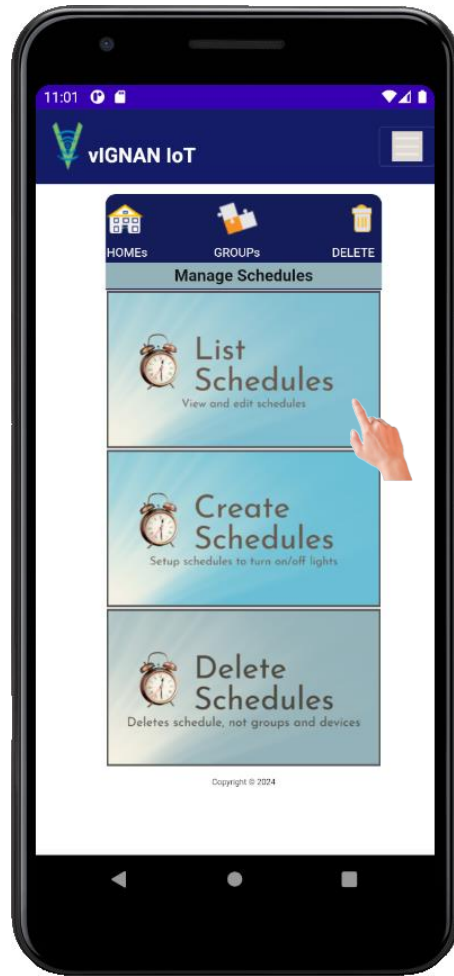 11:01
vIGNAN IoT
HOMEs GROUPs DELETE
Manage Schedules
List
Schedules
View and edit schedules
Create
Schedules
Setup schedules to turn on/off lights
Delete
Schedules
Deletes schedule, not groups and devices
Copyright © 2024